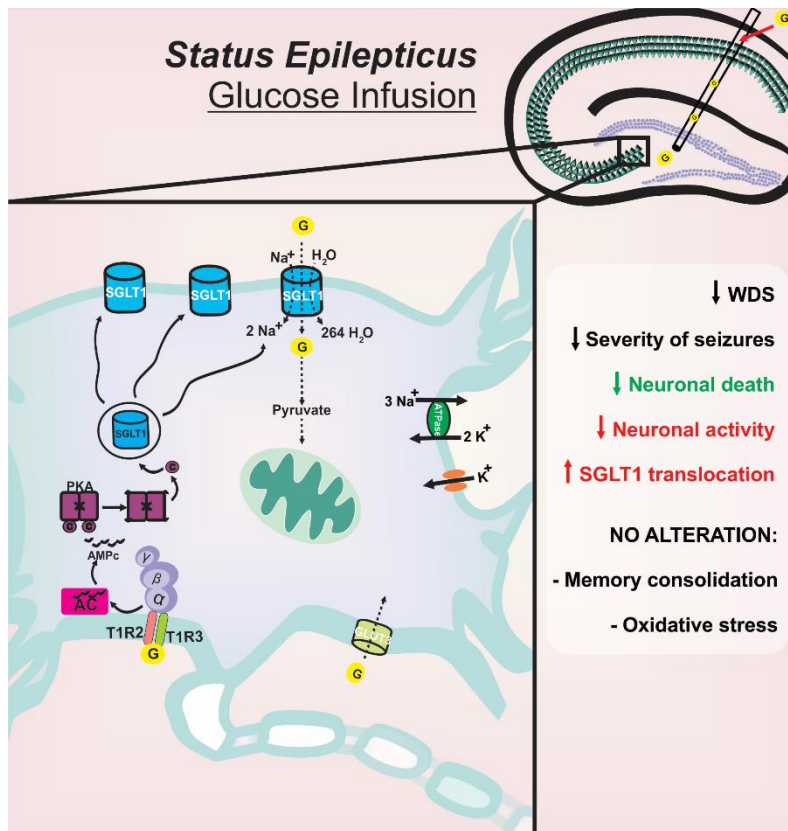 Status Epilepticus
Glucose Infusion
G
G
G
G
G
Na+
H2O
SGLT1
SGLT1
SGLT1
2 Na+
264 H2O
G
Pyruvate
SGLT1
C
PKA
C C
AMPc
γ
β
α
AC
T1R2
T1R3
G
3 Na+
ATPase
2 K+
K+
G
↓ WDS
↓ Severity of seizures
↓ Neuronal death
↓ Neuronal activity
↑ SGLT1 translocation
NO ALTERATION:
- Memory consolidation
- Oxidative stress